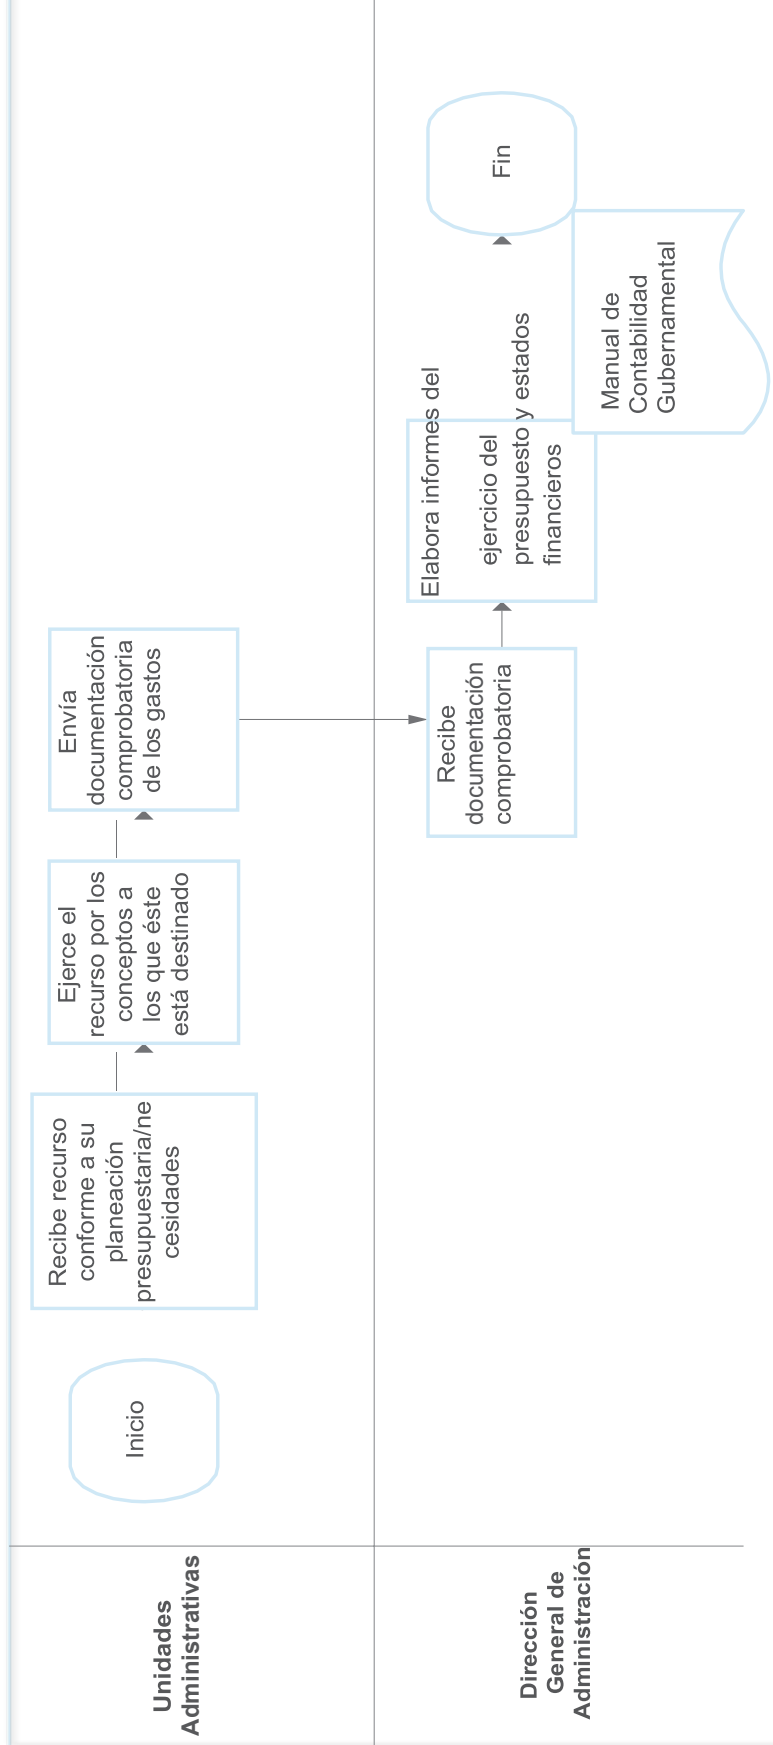 Unidades
Administrativas
Inicio
Recibe recurso
conforme a su
planeación
presupuestaria/ne
cesidades
Ejerce el
recurso por los
conceptos a
los que éste
está destinado
Envía
documentación
comprobatoria
de los gastos
Dirección
General de
Administración
Recibe
documentación
comprobatoria
Elabora informes del
ejercicio del
presupuesto y estados
financieros
Manual de
Contabilidad
Gubernamental
Fin